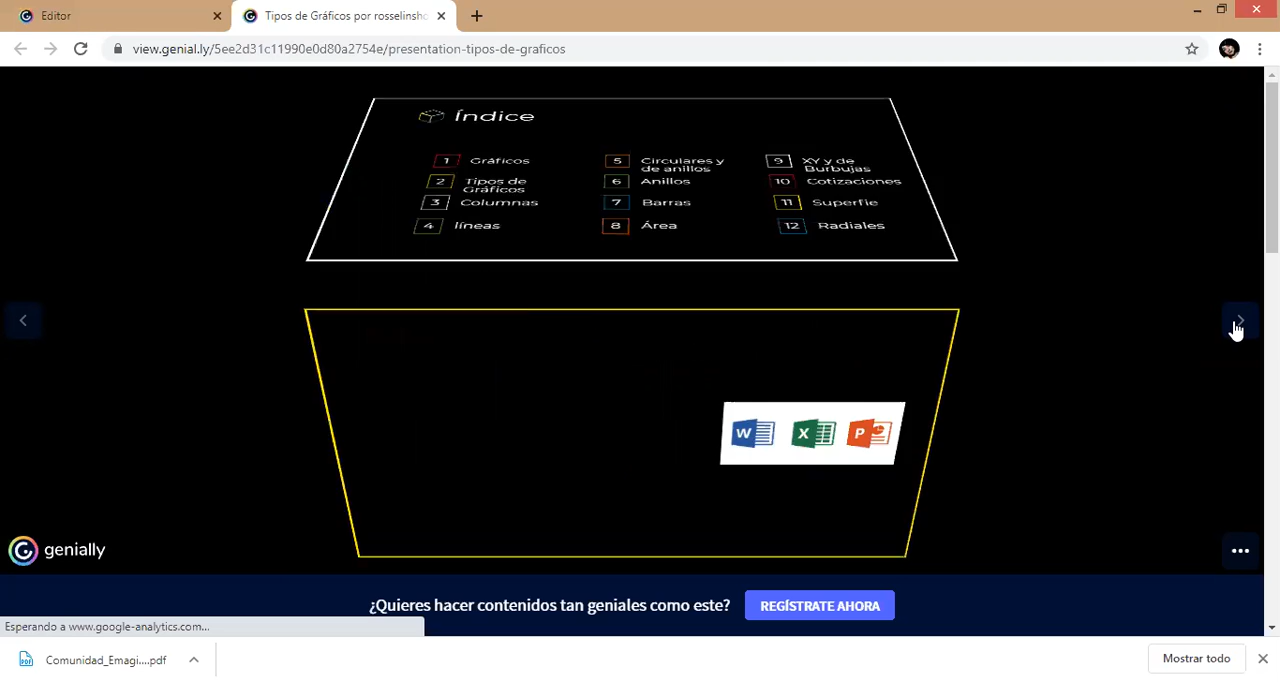 Editor
Tipos de Gráficos por rosselinsho
view.genial.ly/5ee2d31c11990e0d80a2754e/presentation-tipos-de-graficos
Índice
1 Gráficos
2 Tipos de
Gráficos
3 Columnas
4 líneas
5 Circulares y
de anillos
6 Anillos
7 Barras
8 Área
9 XY y de
Burbujas
10 Cotizaciones
11 Superfie
12 Radiales
W X P
genially
¿Quieres hacer contenidos tan geniales como este? REGÍSTRATE AHORA
Esperando a www.google-analytics.com...
PDF Comunidad_Emagi....pdf
Mostrar todo